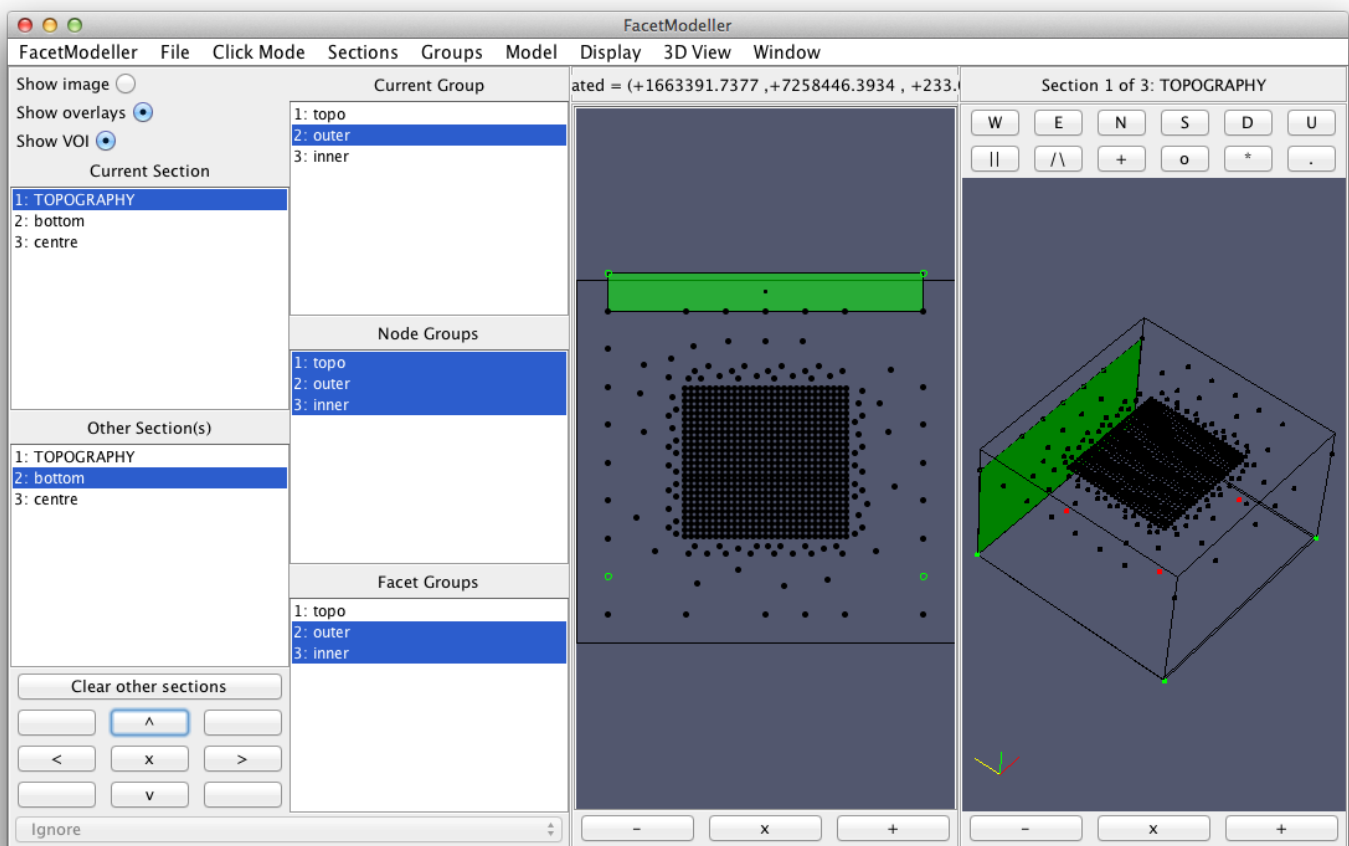 FacetModeller
FacetModeller File Click Mode Sections Groups Model Display 3D View Window
Show image
Show overlays
Show VOI
Current Section
1: TOPOGRAPHY
2: bottom
3: centre
Other Section(s)
1: TOPOGRAPHY
2: bottom
3: centre
Clear other sections
^
< x >
v
Ignore
Current Group
1: topo
2: outer
3: inner
Node Groups
1: topo
2: outer
3: inner
Facet Groups
1: topo
2: outer
3: inner
ated = (+1663391.7377 ,+7258446.3934 , +233.
- x +
Section 1 of 3: TOPOGRAPHY
W E N S D U
|| /\ + o * .
- x +